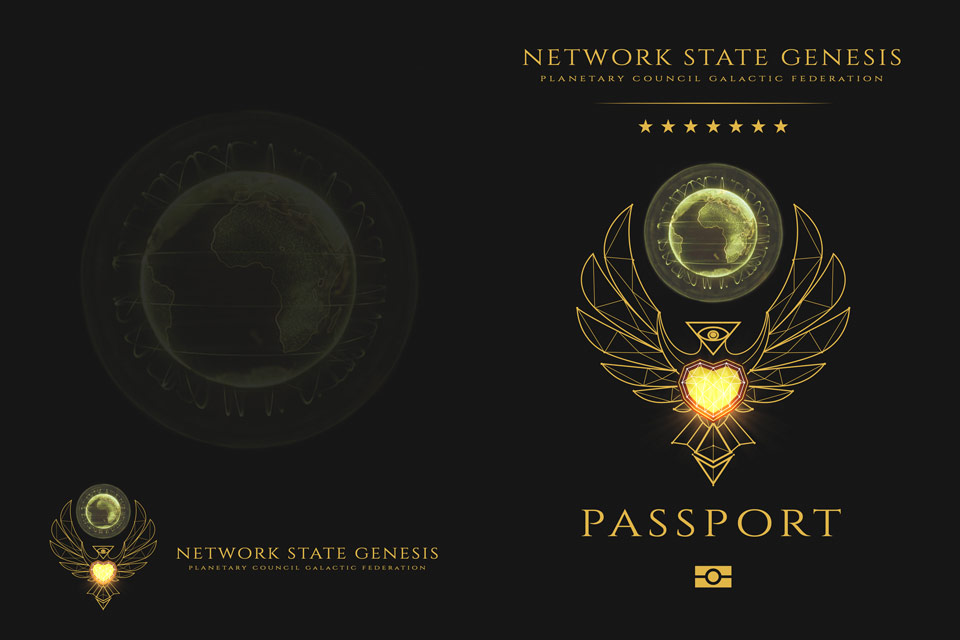 NETWORK STATE GENESIS
PLANETARY COUNCIL GALACTIC FEDERATION
PASSPORT
NETWORK STATE GENESIS
PLANETARY COUNCIL GALACTIC FEDERATION